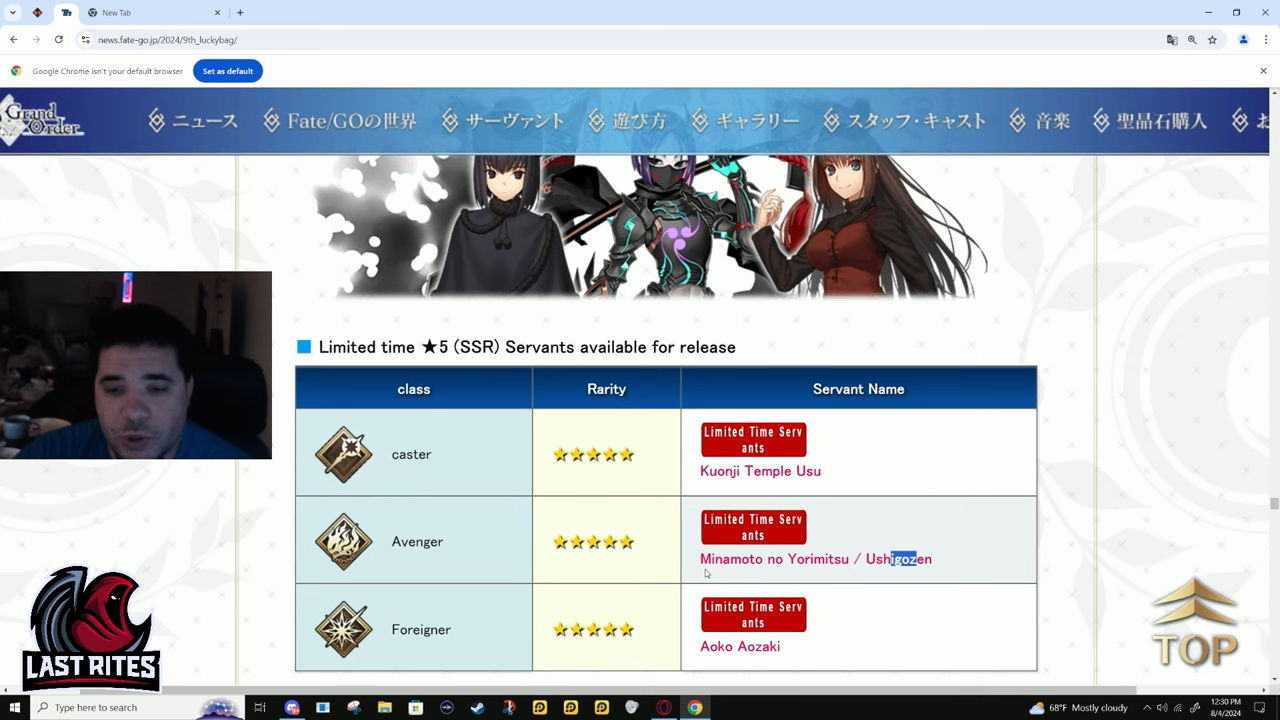 New Tab
news.fate-go.jp/2024/9th_luckybag/
Google Chrome isn't your default browser
Set as default
Grand Order
ニュース
Fate/GOの世界
サーヴァント
遊び方
ギャラリー
スタッフ・キャスト
音楽
聖晶石購入
お
Limited time ★5 (SSR) Servants available for release
class
Rarity
Servant Name
caster
★★★★★
Limited Time Serv
ants
Kuonji Temple Usu
Avenger
★★★★★
Limited Time Serv
ants
Minamoto no Yorimitsu / Ushigozen
Foreigner
★★★★★
Limited Time Serv
ants
Aoko Aozaki
TOP
LAST RITES
Type here to search
68°F Mostly cloudy
12:30 PM
8/4/2024